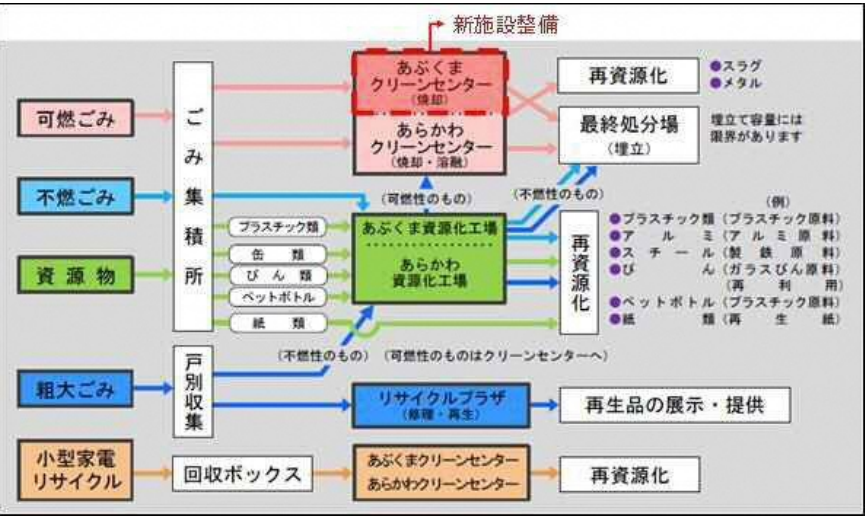 新施設整備
可燃ごみ
不燃ごみ
資源物
粗大ごみ
小型家電
リサイクル
ごみ集積所
戸別収集
回収ボックス
プラスチック類
缶類
びん類
ペットボトル
紙類
あぶくま
クリーンセンター
(焼却)
あらかわ
クリーンセンター
(焼却・溶融)
(可燃性のもの)
(不燃性のもの)
あぶくま資源化工場
あらかわ
資源化工場
(不燃性のもの)
(可燃性のものはクリーンセンターへ)
リサイクルプラザ
(修理・再生)
あぶくまクリーンセンター
あらかわクリーンセンター
再資源化
●スラグ
●メタル
最終処分場
(埋立)
埋立て容量には
限界があります
再資源化
(例)
●プラスチック類(プラスチック原料)
●アルミ(アルミ原料)
●スチール(製鉄原料)
●びん(ガラスびん原料)
(再利用)
●ペットボトル(プラスチック原料)
●紙類(再生紙)
再生品の展示・提供
再資源化